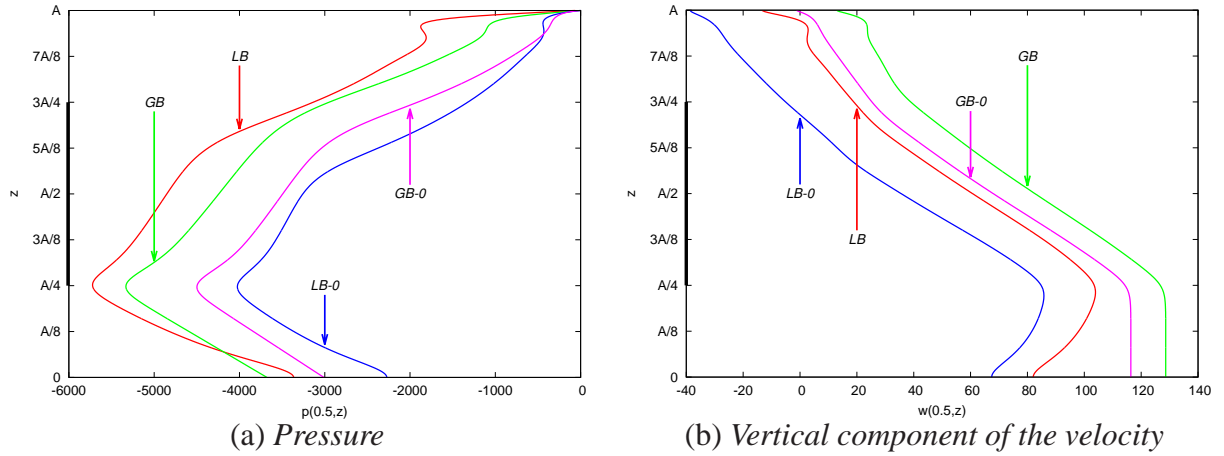 A
7A/8
3A/4
5A/8
A/2
3A/8
A/4
A/8
0
z
-6000 -5000 -4000 -3000 -2000 -1000 0
p(0.5,z)
LB
GB
GB-0
LB-0
(a) Pressure
A
7A/8
3A/4
5A/8
A/2
3A/8
A/4
A/8
0
z
-40 -20 0 20 40 60 80 100 120 140
w(0.5,z)
GB
GB-0
LB-0
LB
(b) Vertical component of the velocity